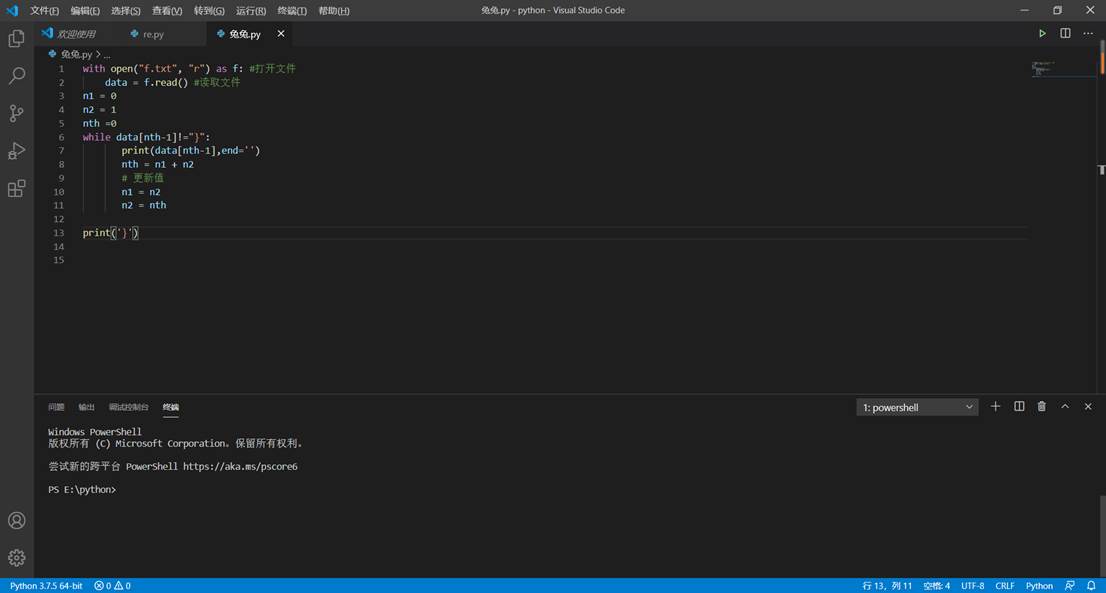 文件(F) 编辑(E) 选择(S) 查看(V) 转到(G) 运行(R) 终端(T) 帮助(H) 兔兔.py - python - Visual Studio Code
欢迎使用 re.py 兔兔.py
兔兔.py > ...
1 with open("f.txt", "r") as f: #打开文件
2 data = f.read() #读取文件
3 n1 = 0
4 n2 = 1
5 nth =0
6 while data[nth-1]!="}":
7 print(data[nth-1],end='')
8 nth = n1 + n2
9 # 更新值
10 n1 = n2
11 n2 = nth
12
13 print('}')
14
15
问题 输出 调试控制台 终端 1: powershell
Windows PowerShell
版权所有 (C) Microsoft Corporation。保留所有权利。
尝试新的跨平台 PowerShell https://aka.ms/pscore6
PS E:\python>
Python 3.7.5 64-bit 0 0 行 13，列 11 空格: 4 UTF-8 CRLF Python